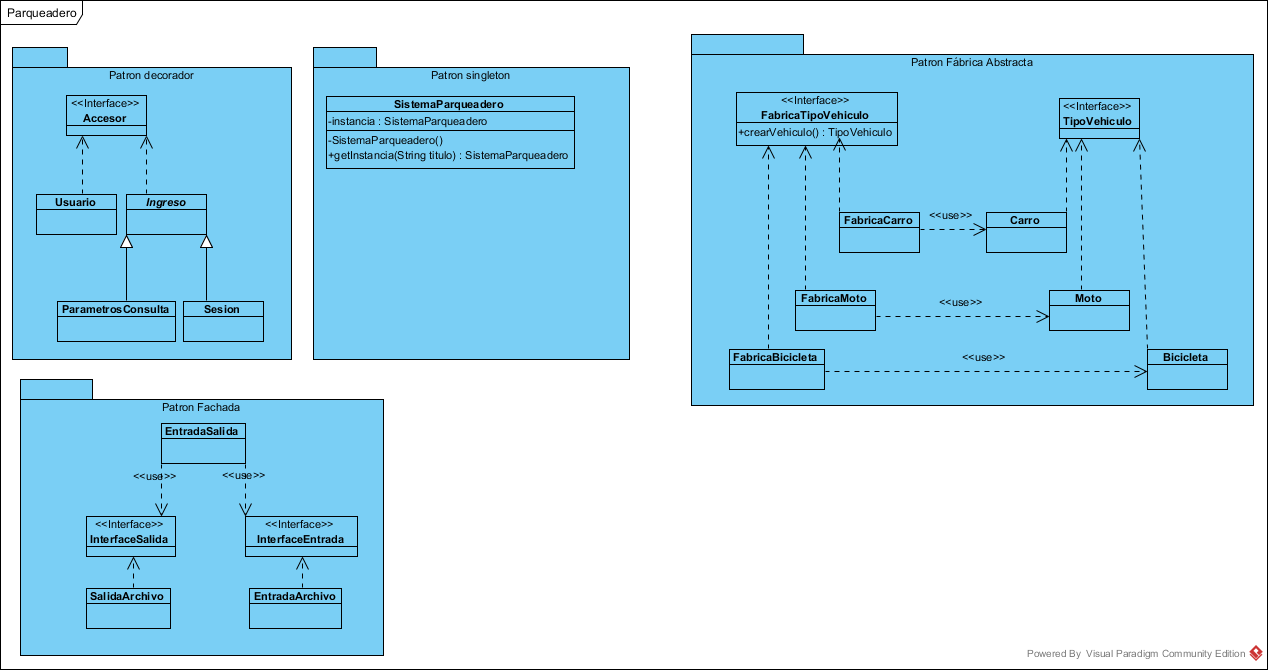 Parqueadero
Patron decorador
<<Interface>>
Accesor
Usuario
Ingreso
ParametrosConsulta
Sesion
Patron singleton
SistemaParqueadero
-instancia : SistemaParqueadero
-SistemaParqueadero()
+getInstancia(String titulo) : SistemaParqueadero
Patron Fábrica Abstracta
<<Interface>>
FabricaTipoVehiculo
+crearVehiculo() : TipoVehiculo
<<Interface>>
TipoVehiculo
FabricaCarro
<<use>>
Carro
FabricaMoto
<<use>>
Moto
FabricaBicicleta
<<use>>
Bicicleta
Patron Fachada
EntradaSalida
<<use>>
<<use>>
<<Interface>>
InterfaceSalida
<<Interface>>
InterfaceEntrada
SalidaArchivo
EntradaArchivo
Powered By Visual Paradigm Community Edition